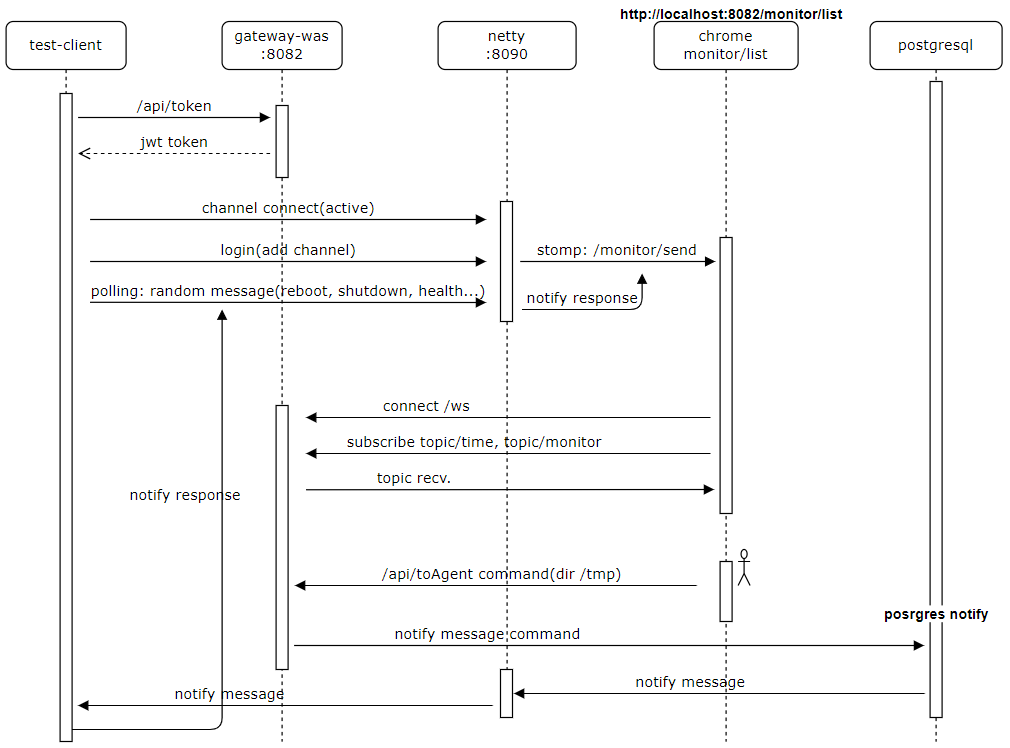 http://localhost:8082/monitor/list
test-client
gateway-was
:8082
netty
:8090
chrome
monitor/list
postgresql
/api/token
jwt token
channel connect(active)
login(add channel)
stomp: /monitor/send
polling: random message(reboot, shutdown, health...)
notify response
connect /ws
subscribe topic/time, topic/monitor
topic recv.
notify response
/api/toAgent command(dir /tmp)
posrgres notify
notify message command
notify message
notify message